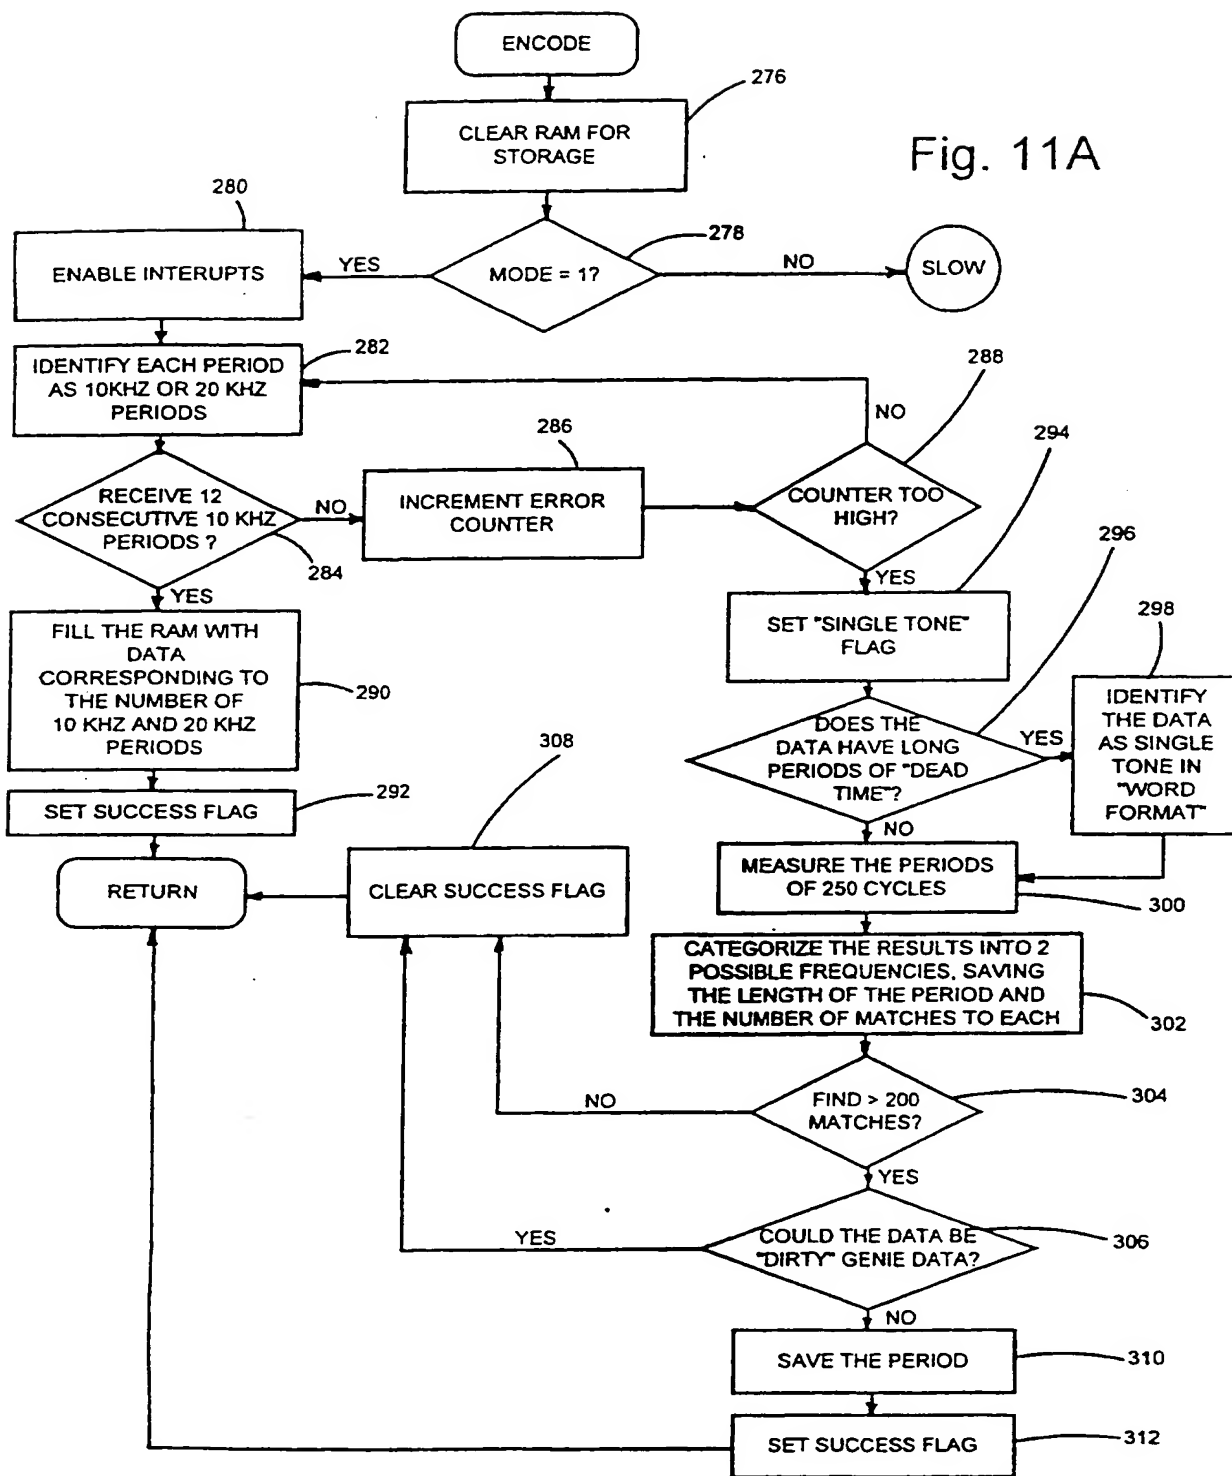 ENCODE
276
CLEAR RAM FOR
STORAGE
Fig. 11A
280
278
ENABLE INTERUPTS
YES
MODE = 1?
NO
SLOW
282
IDENTIFY EACH PERIOD
AS 10KHZ OR 20 KHZ
PERIODS
288
NO
286
294
RECEIVE 12
CONSECUTIVE 10 KHZ
PERIODS ?
NO
INCREMENT ERROR
COUNTER
COUNTER TOO
HIGH?
284
296
YES
YES
FILL THE RAM WITH
DATA
CORRESPONDING TO
THE NUMBER OF
10 KHZ AND 20 KHZ
PERIODS
290
SET "SINGLE TONE"
FLAG
298
IDENTIFY
THE DATA
AS SINGLE
TONE IN
"WORD
FORMAT"
DOES THE
DATA HAVE LONG
PERIODS OF "DEAD
TIME"?
YES
308
292
SET SUCCESS FLAG
NO
RETURN
CLEAR SUCCESS FLAG
MEASURE THE PERIODS
OF 250 CYCLES
300
CATEGORIZE THE RESULTS INTO 2
POSSIBLE FREQUENCIES, SAVING
THE LENGTH OF THE PERIOD AND
THE NUMBER OF MATCHES TO EACH
302
NO
FIND > 200
MATCHES?
304
YES
YES
COULD THE DATA BE
"DIRTY" GENIE DATA?
306
NO
SAVE THE PERIOD
310
SET SUCCESS FLAG
312